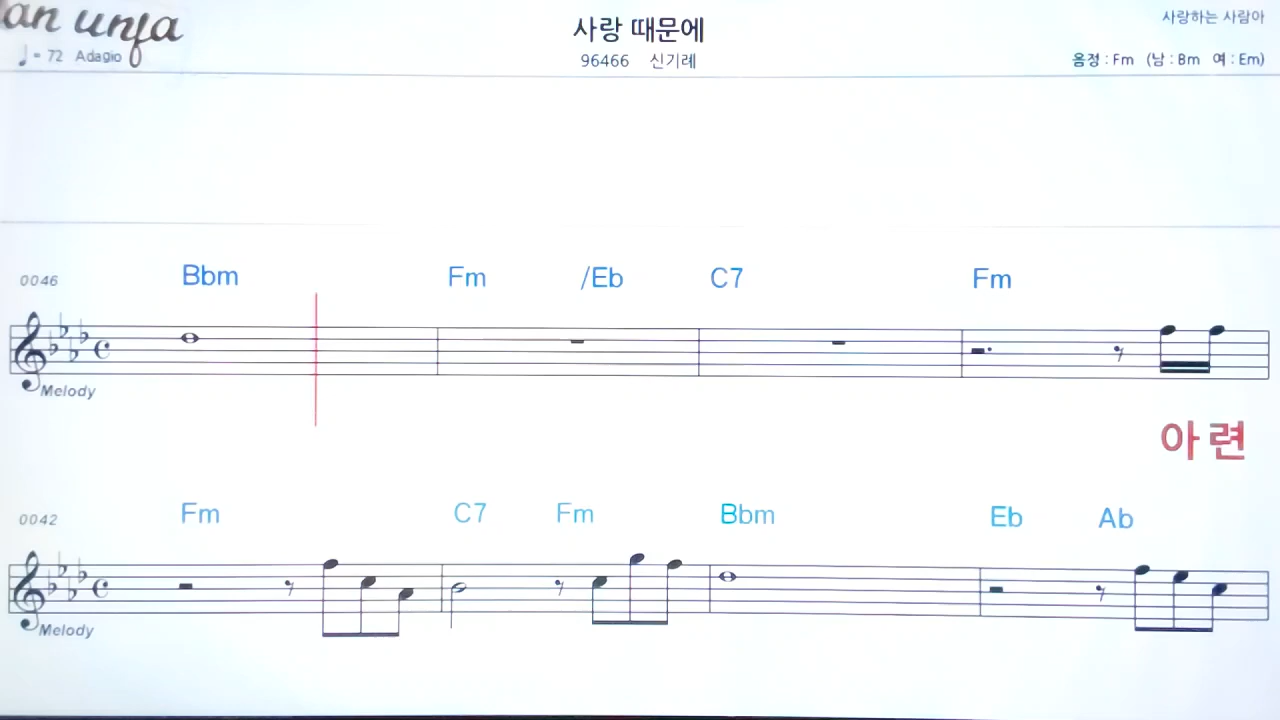 an unfa
사랑 때문에
사랑하는 사람아
♩= 72 Adagio
96466 신기례
음정 : Fm (남 : Bm 여 : Em)
0046 Bbm Fm /Eb C7 Fm
Melody
아 련
0042 Fm C7 Fm Bbm Eb Ab
Melody